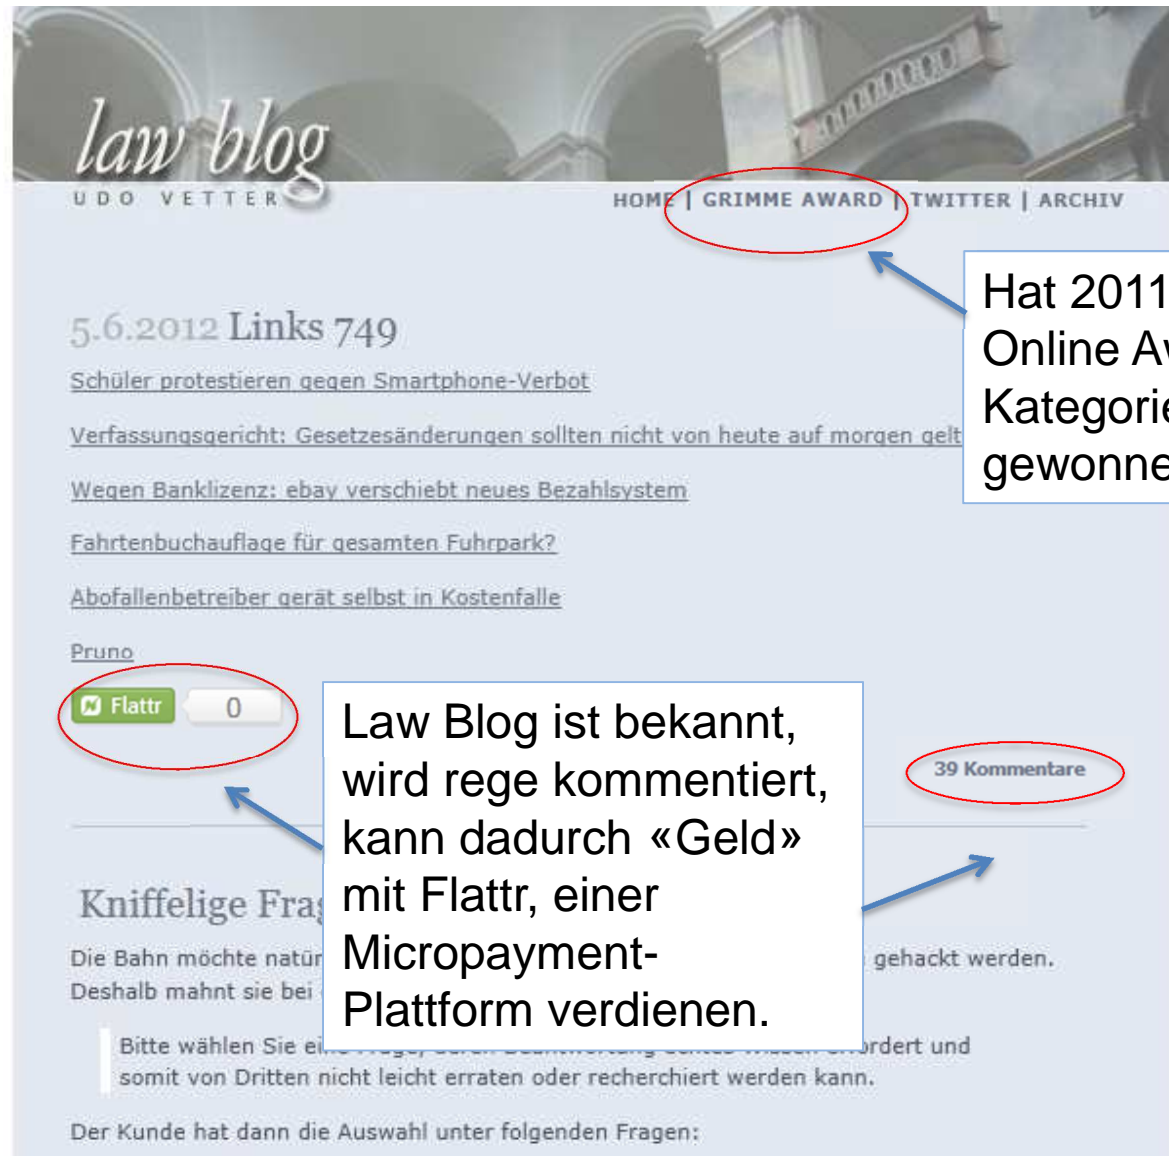 law blog
UDO VETTER
HOME | GRIMME AWARD | TWITTER | ARCHIV
Hat 2011
Online
Kategorie
gewonne
5.6.2012 Links 749
Schüler protestieren gegen Smartphone-Verbot
Verfassungsgericht: Gesetzesänderungen sollten nicht von heute auf morgen gelt
Wegen Banklizenz: ebay verschiebt neues Bezahlsystem
Fahrtenbuchauflage für gesamten Fuhrpark?
Abofallenbetreiber gerät selbst in Kostenfalle
Pruno
Flattr 0
Law Blog ist bekannt,
wird rege kommentiert,
kann dadurch «Geld»
mit Flattr, einer
Micropayment-
Plattform verdienen.
39 Kommentare
Kniffelige Frag
Die Bahn möchte natür gehackt werden.
Deshalb mahnt sie bei
Bitte wählen Sie und
somit von Dritten nicht leicht erraten oder recherchiert werden kann.
Der Kunde hat dann die Auswahl unter folgenden Fragen: